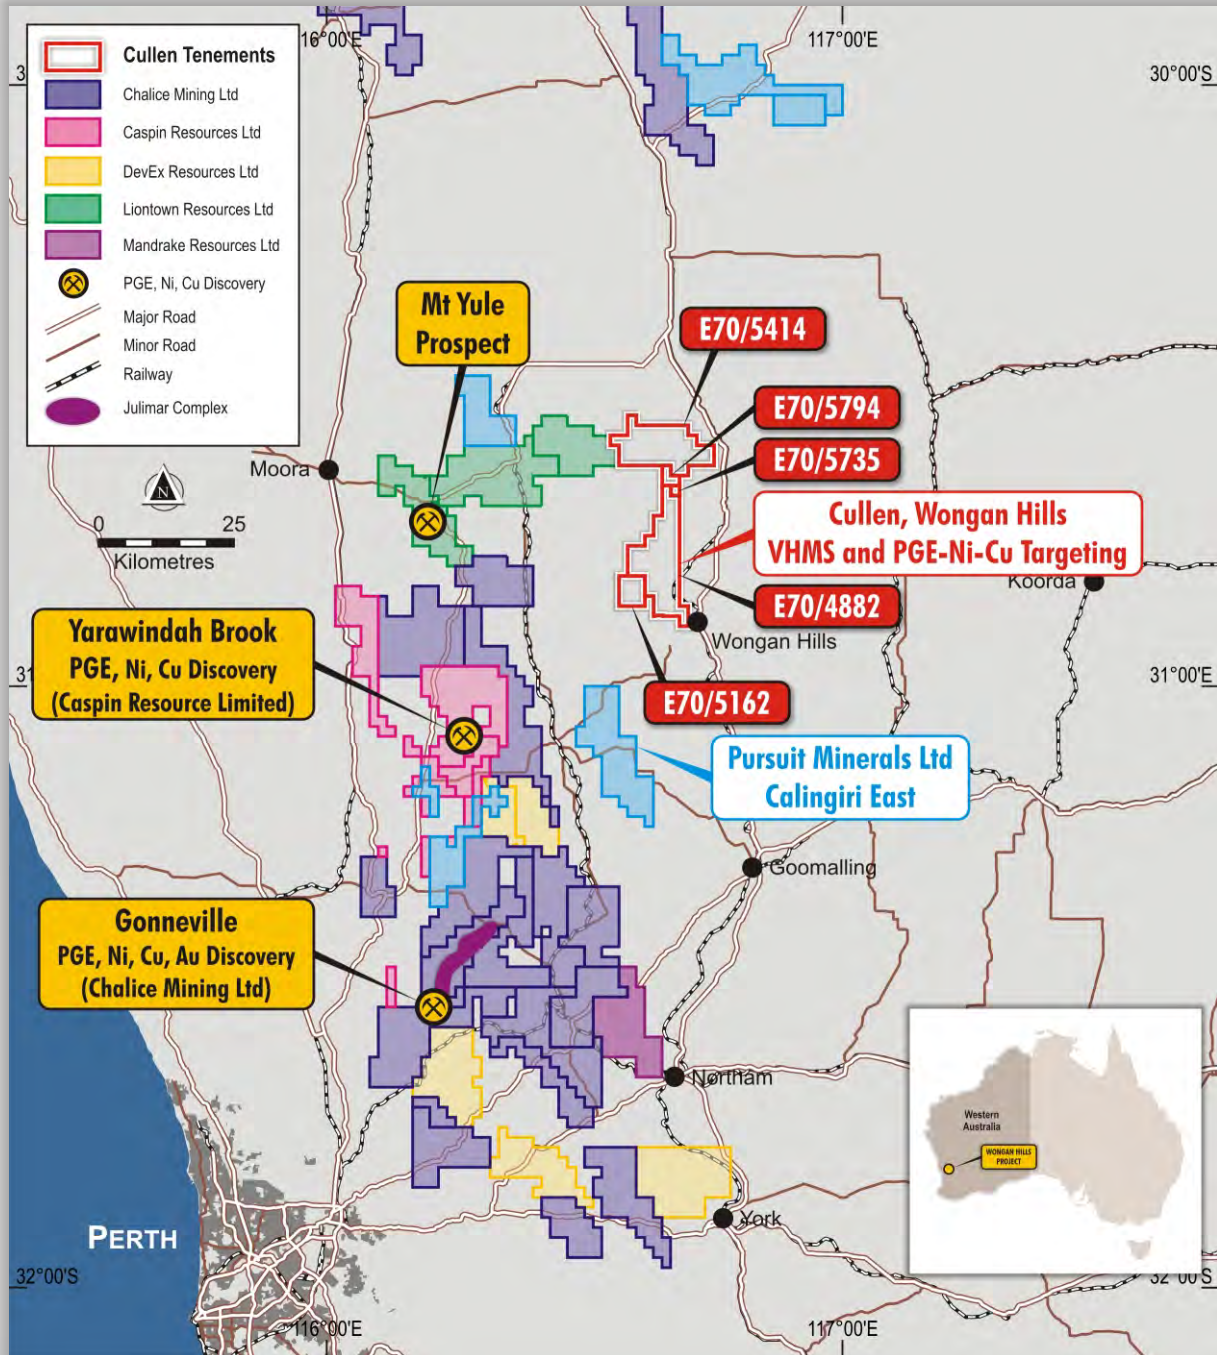 Cullen Tenements
Chalice Mining Ltd
Caspin Resources Ltd
DevEx Resources Ltd
Liontown Resources Ltd
Mandrake Resources Ltd
PGE, Ni, Cu Discovery
Major Road
Minor Road
Railway
Julimar Complex
16°00'E
117°00'E
3
30°00'S
Mt Yule
Prospect
E70/5414
E70/5794
E70/5735
Moora
N
0 25
Kilometres
Cullen, Wongan Hills
VHMS and PGE-Ni-Cu Targeting
Koorda
E70/4882
Wongan Hills
Yarawindah Brook
PGE, Ni, Cu Discovery
(Caspin Resource Limited)
31
31°00'E
E70/5162
Pursuit Minerals Ltd
Calingiri East
Goomalling
Gonneville
PGE, Ni, Cu, Au Discovery
(Chalice Mining Ltd)
Northam
Western
Australia
WONGAN HILLS
PROJECT
York
PERTH
32°00'S
32°00'S
116°00'E
117°00'E